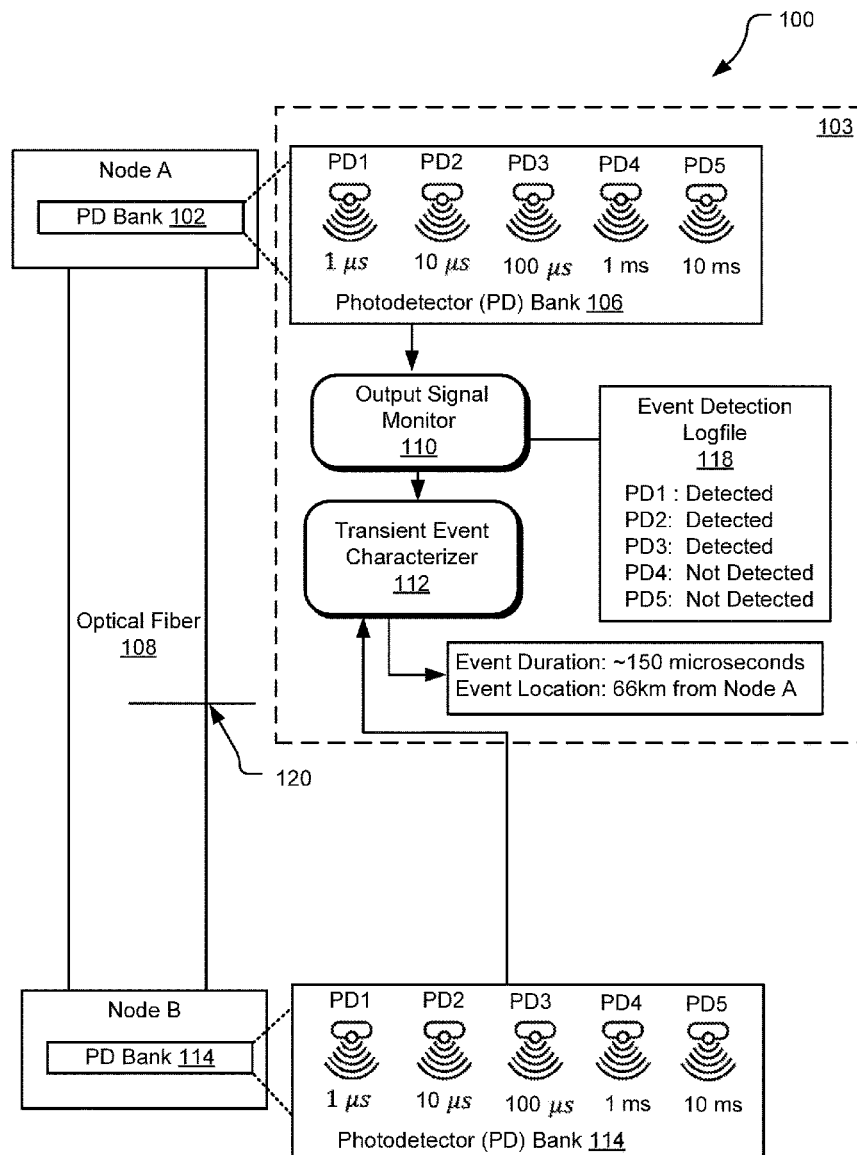 100
103
Node A
PD Bank 102
PD1 PD2 PD3 PD4 PD5
1 μs 10 μs 100 μs 1 ms 10 ms
Photodetector (PD) Bank 106
Output Signal
Monitor
110
Event Detection
Logfile
118
PD1 : Detected
PD2: Detected
PD3: Detected
PD4: Not Detected
PD5: Not Detected
Transient Event
Characterizer
112
Optical Fiber
108
Event Duration: ~150 microseconds
Event Location: 66km from Node A
120
Node B
PD Bank 114
PD1 PD2 PD3 PD4 PD5
1 μs 10 μs 100 μs 1 ms 10 ms
Photodetector (PD) Bank 114